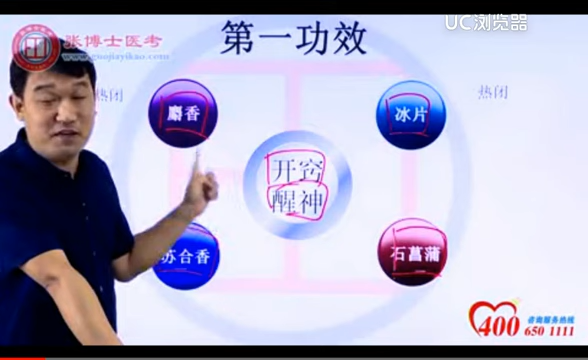 UC浏览器
第一功效
张博士医考
www.guojiayikao.com
热闭
麝香
冰片
热闭
开窍
醒神
苏合香
石菖蒲
咨询服务热线
400
650 1111